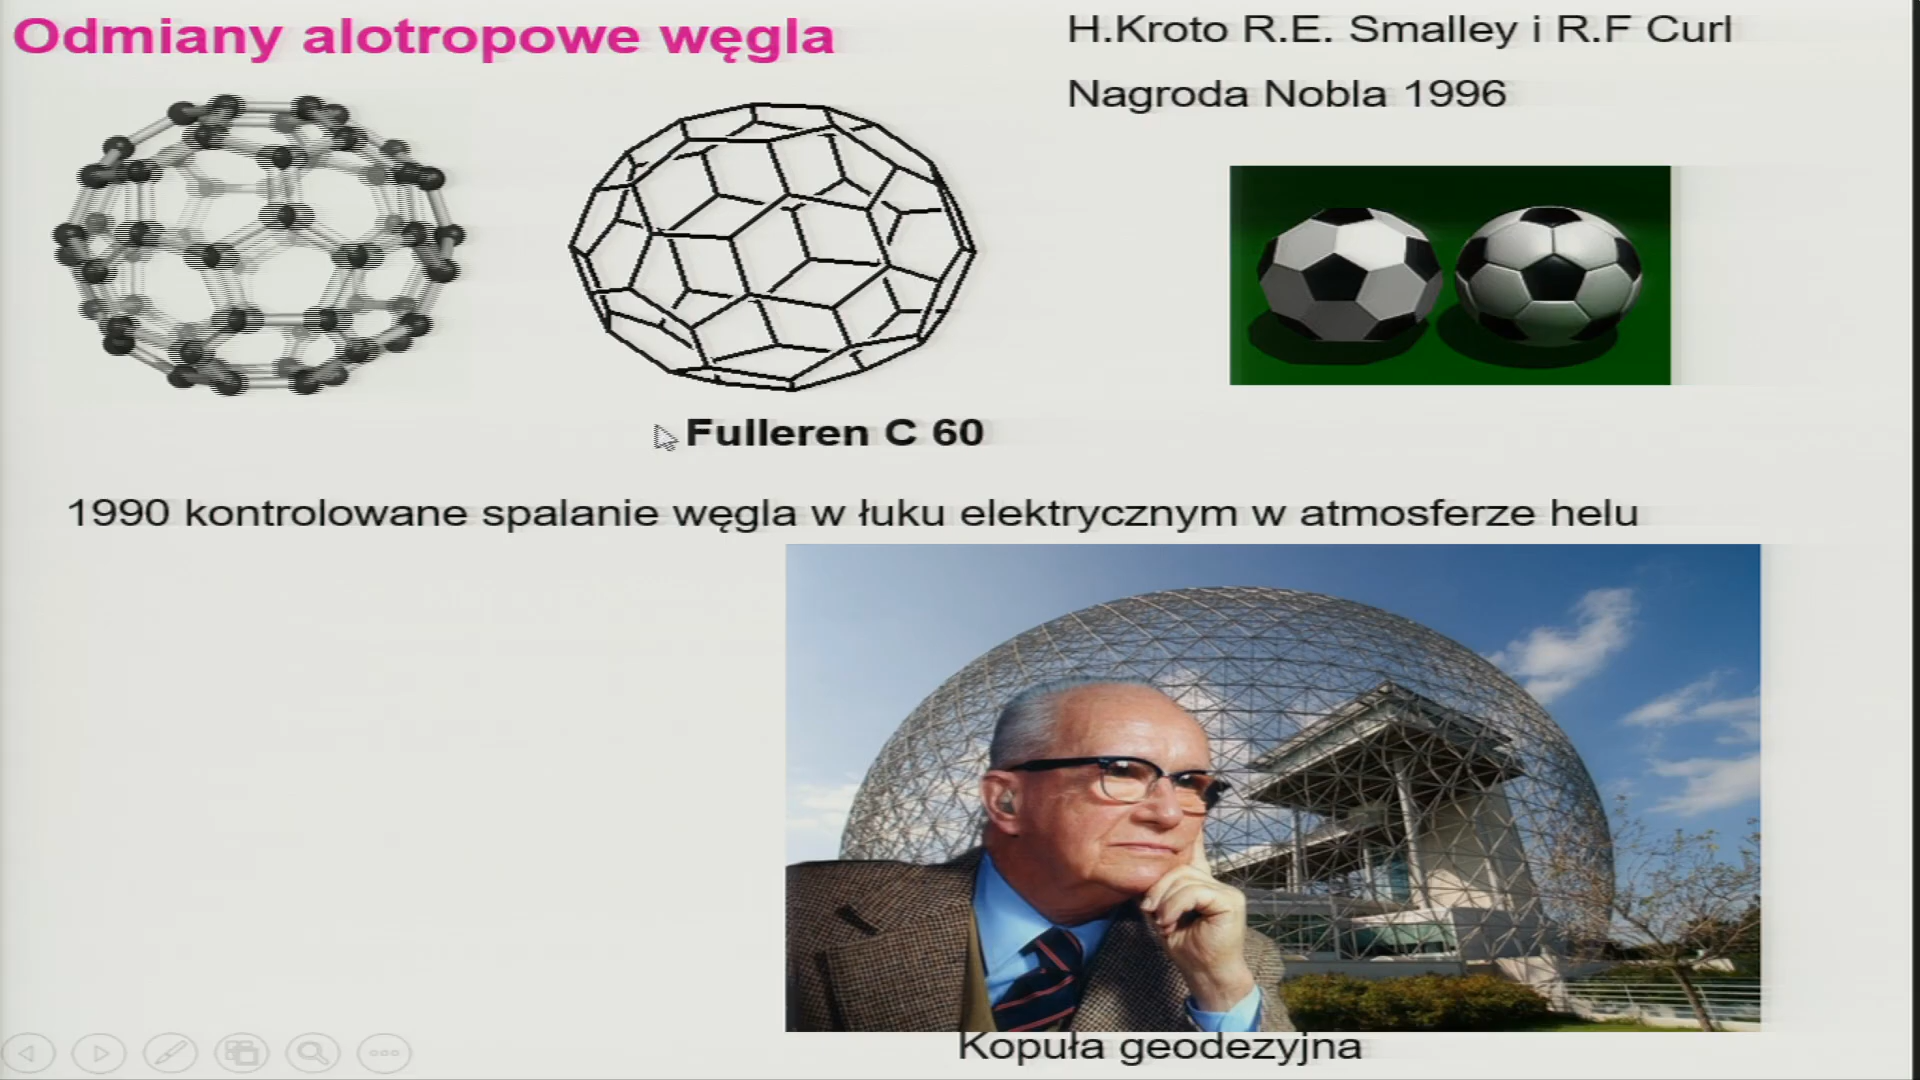 Odmiany alotropowe węgla
H.Kroto R.E. Smalley i R.F Curl
Nagroda Nobla 1996
Fulleren C 60
1990 kontrolowane spalanie węgla w łuku elektrycznym w atmosferze helu
Kopuła geodezyjna